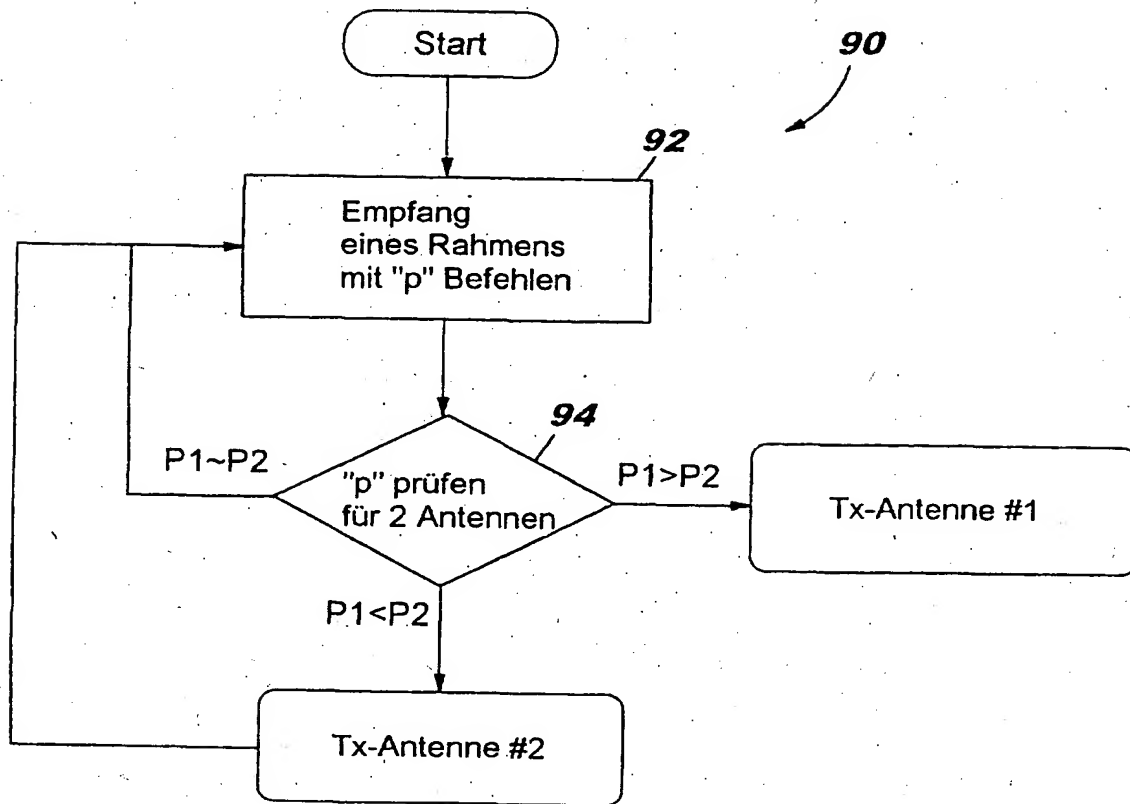 Start
90
92
Empfang
eines Rahmens
mit "p" Befehlen
94
P1~P2
"p" prüfen
für 2 Antennen
P1>P2
Tx-Antenne #1
P1<P2
Tx-Antenne #2